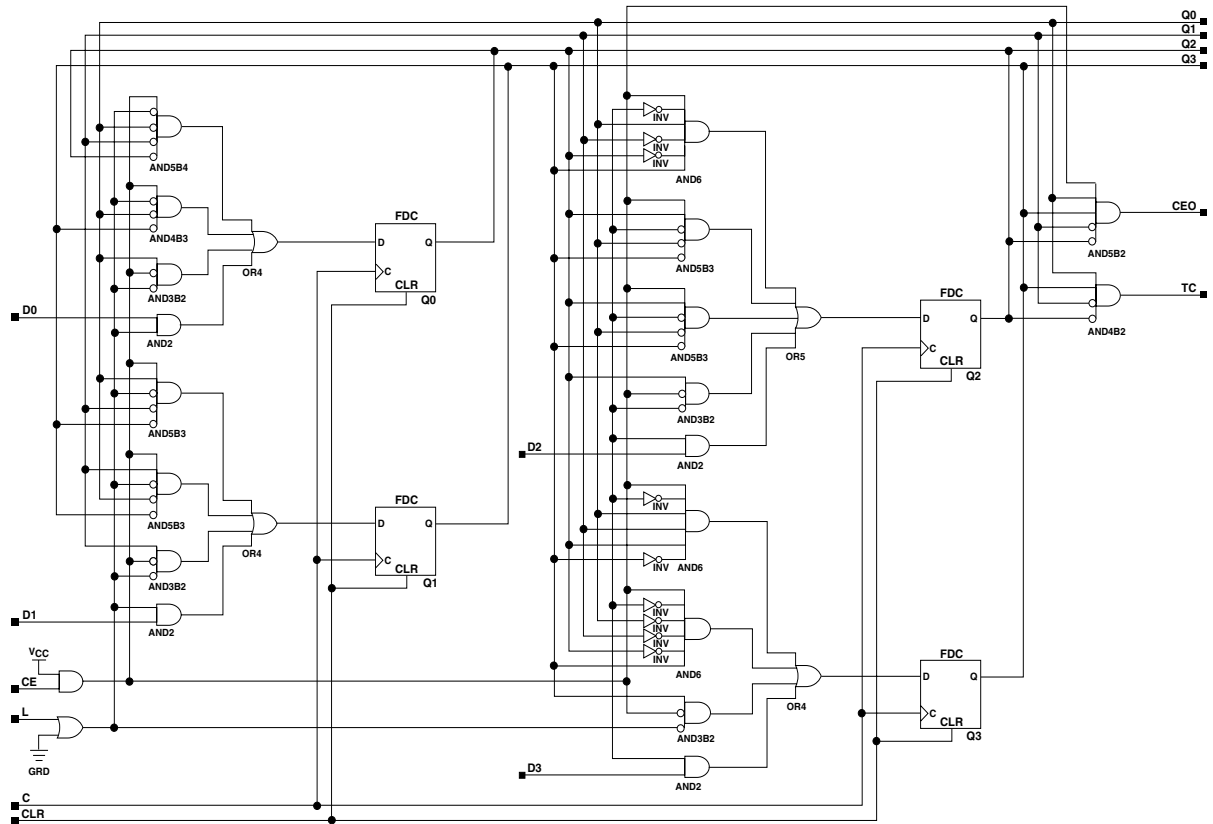 Q0
Q1
Q2
Q3
AND5B4
AND4B3
AND3B2
D0
AND2
OR4
FDC
D
Q
C
CLR
Q0
AND5B3
AND5B3
AND3B2
D1
AND2
OR4
FDC
D
Q
C
CLR
Q1
VCC
CE
L
GRD
C
CLR
INV
INV
INV
AND6
AND5B3
AND5B3
AND3B2
D2
AND2
OR5
FDC
D
Q
C
CLR
Q2
INV
INV
AND6
INV
INV
INV
INV
AND6
AND3B2
D3
AND2
OR4
FDC
D
Q
C
CLR
Q3
CEO
AND5B2
TC
AND4B2